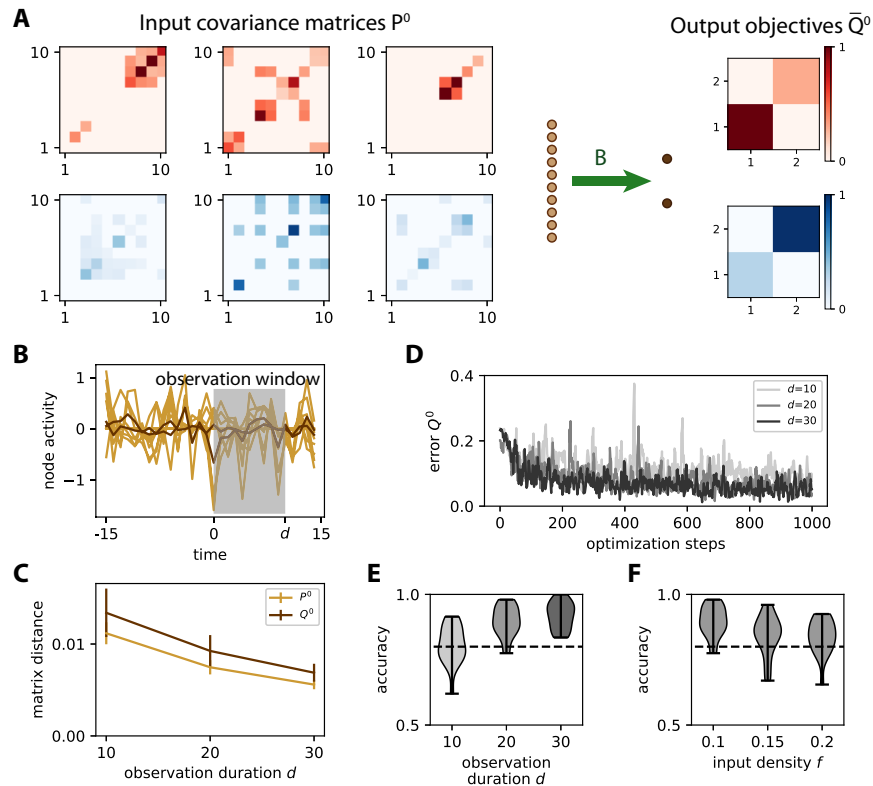 A
Input covariance matrices P⁰
Output objectives Q̅⁰
10
10
10
1
1
1
1 10
1 10
1 10
10
10
10
1
1
1
1 10
1 10
1 10
B
2
1
1 2
1
0
2
1
1 2
1
0
B
observation window
node activity
1
0
−1
-15 0 d 15
time
D
error Q⁰
0.4
0.2
0.0
d=10
d=20
d=30
0 200 400 600 800 1000
optimization steps
C
matrix distance
0.01
0.00
P⁰
Q⁰
10 20 30
observation duration d
E
accuracy
1.0
0.5
10 20 30
observation
duration d
F
accuracy
1.0
0.5
0.1 0.15 0.2
input density f